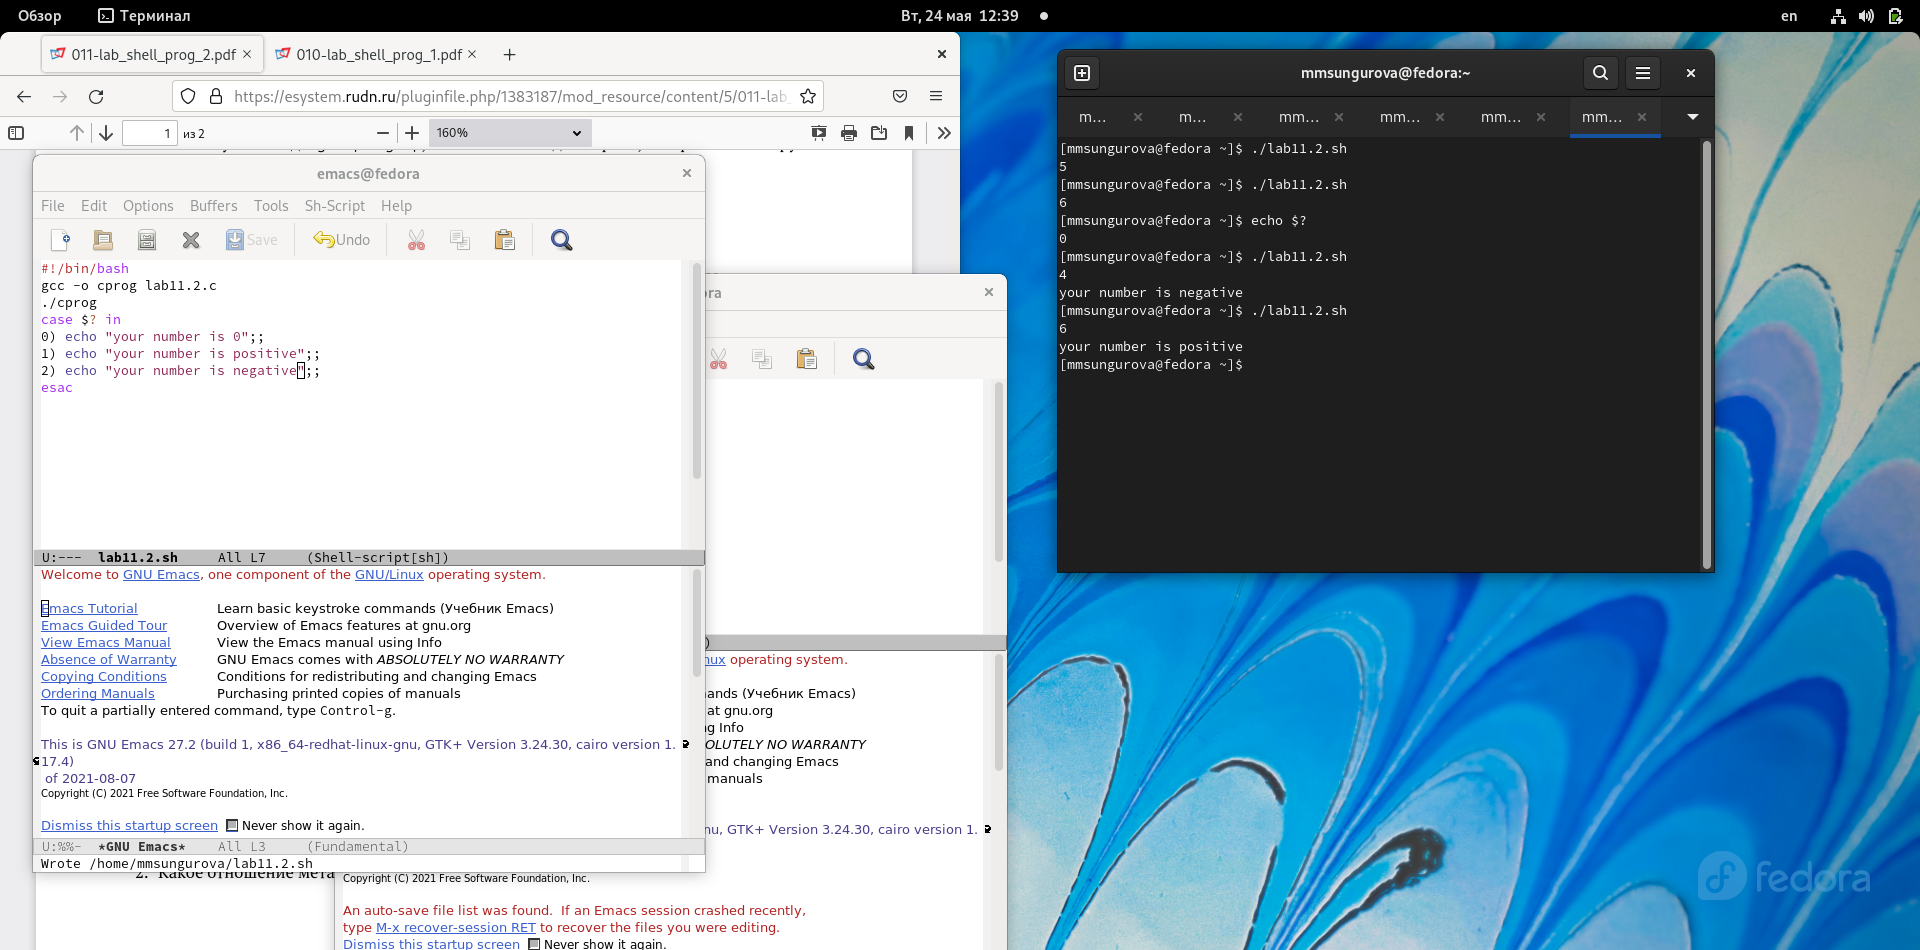 Обзор
Терминал
Вт, 24 мая 12:39
en
011-lab_shell_prog_2.pdf
010-lab_shell_prog_1.pdf
https://esystem.rudn.ru/pluginfile.php/1383187/mod_resource/content/5/011-lab_
1
из 2
160%
emacs@fedora
File Edit Options Buffers Tools Sh-Script Help
Save
Undo
#!/bin/bash
gcc -o cprog lab11.2.c
./cprog
case $? in
0) echo "your number is 0";;
1) echo "your number is positive";;
2) echo "your number is negative";;
esac
U:--- lab11.2.sh All L7 (Shell-script[sh])
Welcome to GNU Emacs, one component of the GNU/Linux operating system.
Emacs Tutorial Learn basic keystroke commands (Учебник Emacs)
Emacs Guided Tour Overview of Emacs features at gnu.org
View Emacs Manual View the Emacs manual using Info
Absence of Warranty GNU Emacs comes with ABSOLUTELY NO WARRANTY
Copying Conditions Conditions for redistributing and changing Emacs
Ordering Manuals Purchasing printed copies of manuals
To quit a partially entered command, type Control-g.
This is GNU Emacs 27.2 (build 1, x86_64-redhat-linux-gnu, GTK+ Version 3.24.30, cairo version 1.
17.4)
of 2021-08-07
Copyright (C) 2021 Free Software Foundation, Inc.
Dismiss this startup screen Never show it again.
U:%%- *GNU Emacs* All L3 (Fundamental)
Wrote /home/mmsungurova/lab11.2.sh
2. Какое отношение мета
ora
)
nux operating system.
ands (Учебник Emacs)
at gnu.org
ng Info
OLUTELY NO WARRANTY
and changing Emacs
manuals
nu, GTK+ Version 3.24.30, cairo version 1.
Copyright (C) 2021 Free Software Foundation, Inc.
An auto-save file list was found. If an Emacs session crashed recently,
type M-x recover-session RET to recover the files you were editing.
Dismiss this startup screen Never show it again.
mmsungurova@fedora:~
m... m... mm... mm... mm... mm...
[mmsungurova@fedora ~]$ ./lab11.2.sh
5
[mmsungurova@fedora ~]$ ./lab11.2.sh
6
[mmsungurova@fedora ~]$ echo $?
0
[mmsungurova@fedora ~]$ ./lab11.2.sh
4
your number is negative
[mmsungurova@fedora ~]$ ./lab11.2.sh
6
your number is positive
[mmsungurova@fedora ~]$
fedora